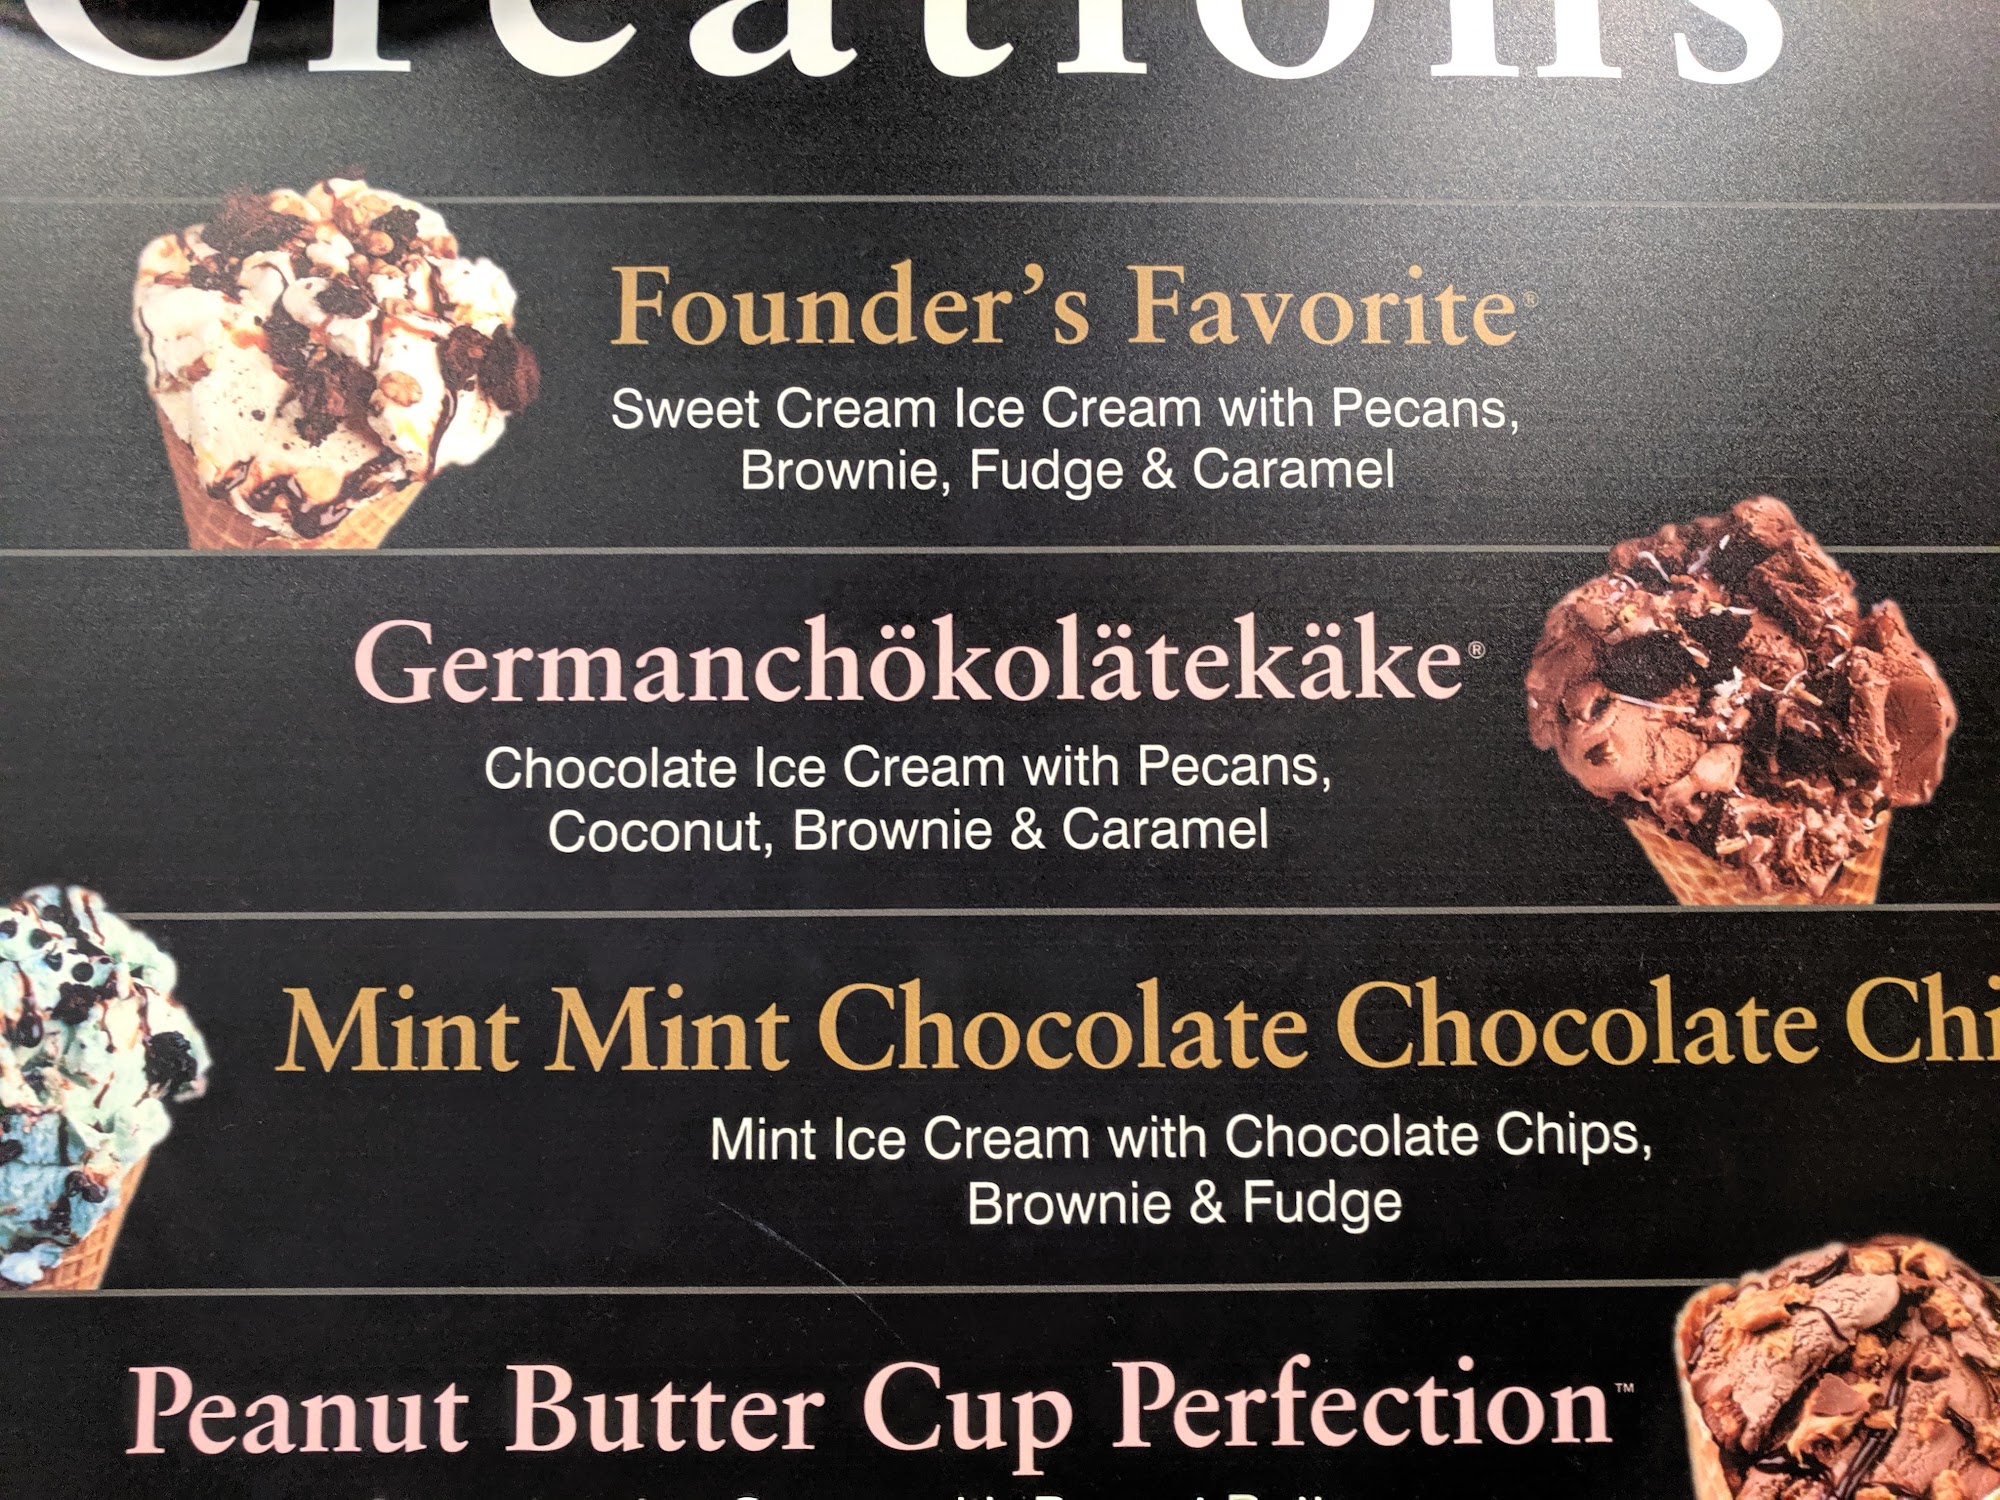 Creations
Founder’s Favorite®
Sweet Cream Ice Cream with Pecans,
Brownie, Fudge & Caramel
Germanchökolätekäke®
Chocolate Ice Cream with Pecans,
Coconut, Brownie & Caramel
Mint Mint Chocolate Chocolate Chi
Mint Ice Cream with Chocolate Chips,
Brownie & Fudge
Peanut Butter Cup Perfection™